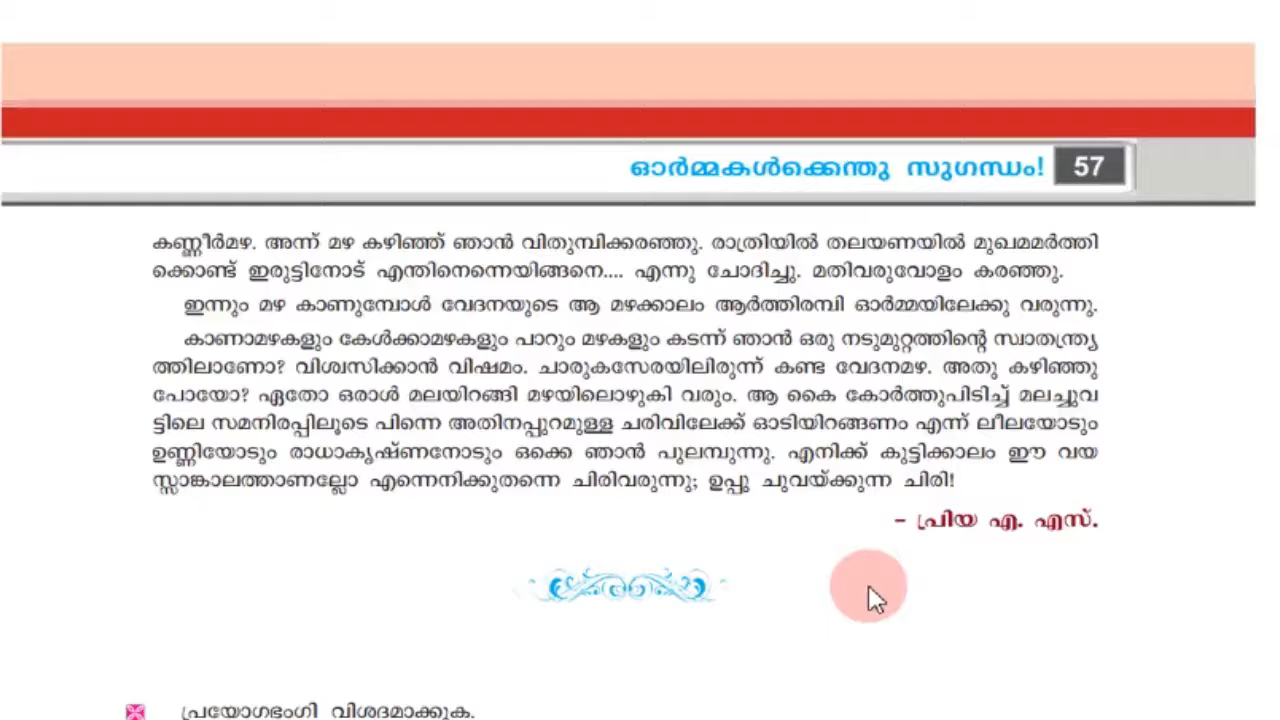 ഓർമ്മകൾക്കെന്തു സുഗന്ധം! 57
കണ്ണീർമഴ. അന്ന് മഴ കഴിഞ്ഞ് ഞാൻ വിതുമ്പിക്കരഞ്ഞു. രാത്രിയിൽ തലയണയിൽ മുഖമമർത്തി
ക്കൊണ്ട് ഇരുട്ടിനോട് എന്തിനെന്നെയിങ്ങനെ.... എന്നു ചോദിച്ചു. മതിവരുവോളം കരഞ്ഞു.
ഇന്നും മഴ കാണുമ്പോൾ വേദനയുടെ ആ മഴക്കാലം ആർത്തിരമ്പി ഓർമ്മയിലേക്കു വരുന്നു.
കാണാമഴകളും കേൾക്കാമഴകളും പാറും മഴകളും കടന്ന് ഞാൻ ഒരു നടുമുറ്റത്തിന്റെ സ്വാതന്ത്ര്യ
ത്തിലാണോ? വിശ്വസിക്കാൻ വിഷമം. ചാരുകസേരയിലിരുന്ന് കണ്ട വേദനമഴ. അതു കഴിഞ്ഞു
പോയോ? ഏതോ ഒരാൾ മലയിറങ്ങി മഴയിലൊഴുകി വരും. ആ കൈ കോർത്തുപിടിച്ച് മലച്ചുവ
ട്ടിലെ സമനിരപ്പിലൂടെ പിന്നെ അതിനപ്പുറമുള്ള ചരിവിലേക്ക് ഓടിയിറങ്ങണം എന്ന് ലീലയോടും
ഉണ്ണിയോടും രാധാകൃഷ്ണനോടും ഒക്കെ ഞാൻ പുലമ്പുന്നു. എനിക്ക് കുട്ടിക്കാലം ഈ വയ
സ്സാങ്കാലത്താണല്ലോ എന്നെനിക്കുതന്നെ ചിരിവരുന്നു; ഉപ്പു ചുവയ്ക്കുന്ന ചിരി!
– പ്രിയ എ. എസ്.
പ്രയോഗഭംഗി വിശദമാക്കുക.